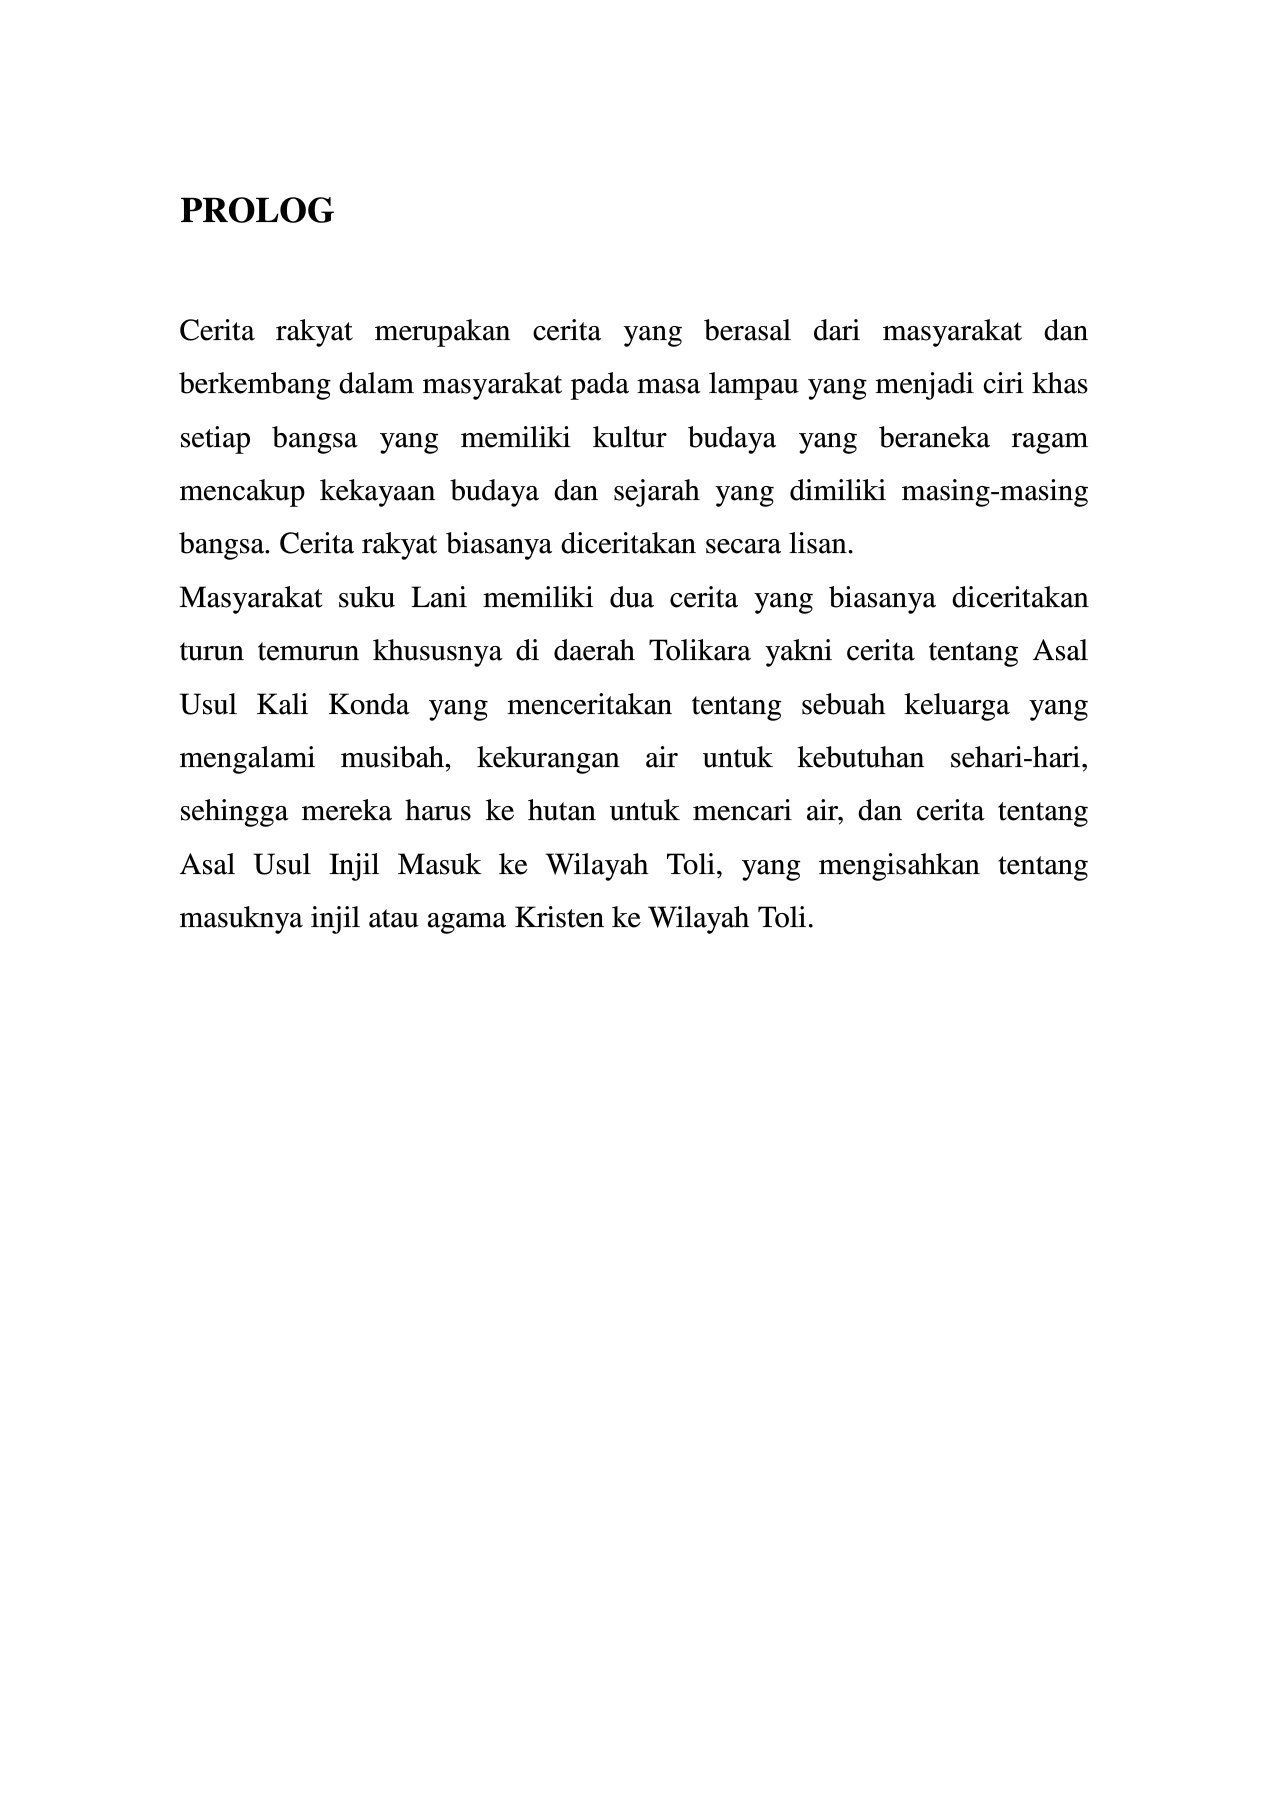 PROLOG
Cerita rakyat merupakan cerita yang berasal dari masyarakat dan
berkembang dalam masyarakat pada masa lampau yang menjadi ciri khas
setiap bangsa yang memiliki kultur budaya yang beraneka ragam
mencakup kekayaan budaya dan sejarah yang dimiliki masing-masing
bangsa. Cerita rakyat biasanya diceritakan secara lisan.
Masyarakat suku Lani memiliki dua cerita yang biasanya diceritakan
turun temurun khususnya di daerah Tolikara yakni cerita tentang Asal
Usul Kali Konda yang menceritakan tentang sebuah keluarga yang
mengalami musibah, kekurangan air untuk kebutuhan sehari-hari,
sehingga mereka harus ke hutan untuk mencari air, dan cerita tentang
Asal Usul Injil Masuk ke Wilayah Toli, yang mengisahkan tentang
masuknya injil atau agama Kristen ke Wilayah Toli.